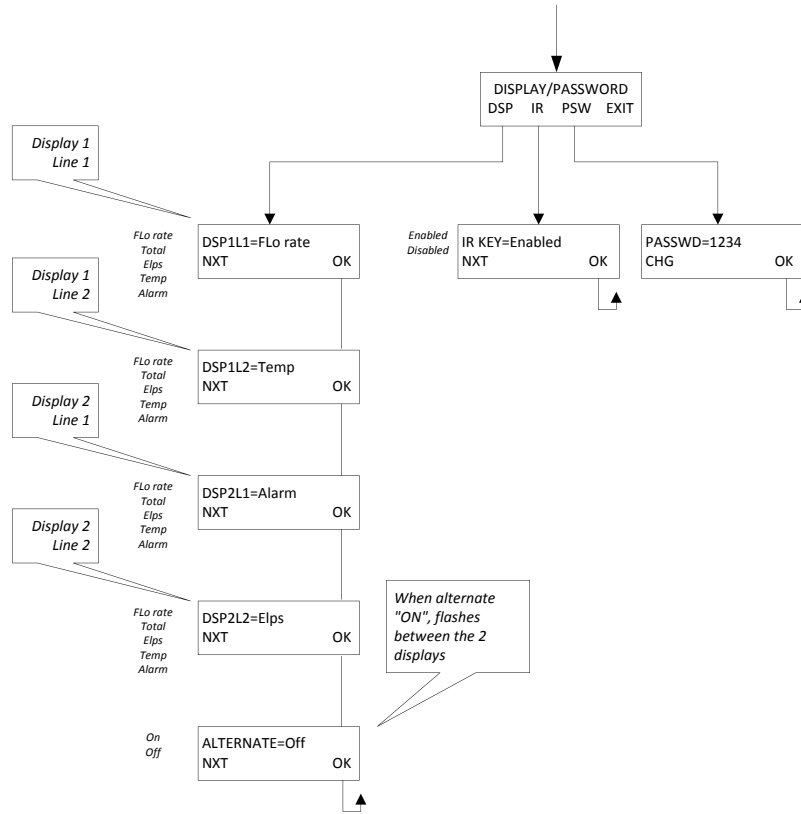 DISPLAY/PASSWORD
DSP IR PSW EXIT
Display 1
Line 1
FLo rate
Total
Elps
Temp
Alarm
DSP1L1=FLo rate
NXT OK
Enabled
Disabled
IR KEY=Enabled
NXT OK
PASSWD=1234
CHG OK
Display 1
Line 2
FLo rate
Total
Elps
Temp
Alarm
DSP1L2=Temp
NXT OK
Display 2
Line 1
FLo rate
Total
Elps
Temp
Alarm
DSP2L1=Alarm
NXT OK
Display 2
Line 2
FLo rate
Total
Elps
Temp
Alarm
DSP2L2=Elps
NXT OK
When alternate
"ON", flashes
between the 2
displays
On
Off
ALTERNATE=Off
NXT OK